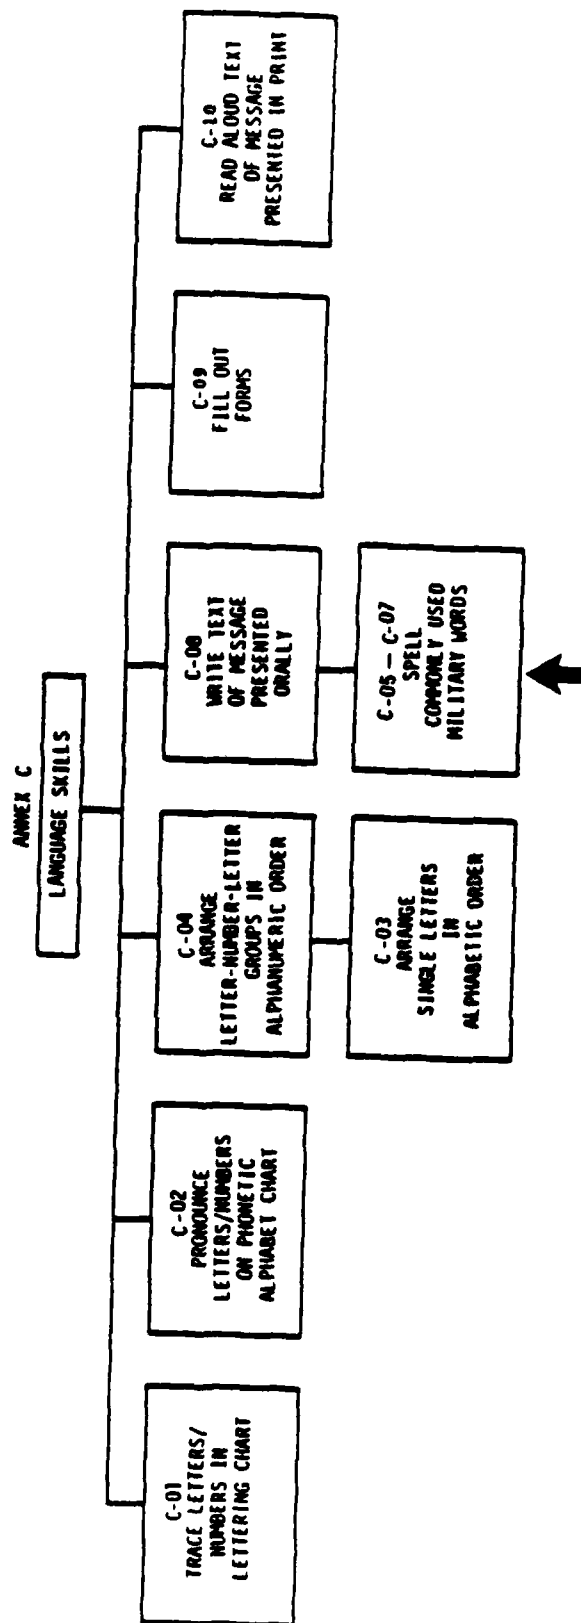 ANNEX C
LANGUAGE SKILLS
C-01
TRACE LETTERS/
NUMBERS IN
LETTERING CHART
C-02
PRONOUNCE
LETTERS/NUMBERS
ON PHONETIC
ALPHABET CHART
C-04
ARRANGE
LETTER-NUMBER-LETTER
GROUPS IN
ALPHANUMERIC ORDER
C-03
ARRANGE
SINGLE LETTERS
IN
ALPHABETIC ORDER
C-08
WRITE TEXT
OF MESSAGE
PRESENTED
ORALLY
C-05 — C-07
SPELL
COMMONLY USED
MILITARY WORDS
C-09
FILL OUT
FORMS
C-10
READ ALOUD TEXT
OF MESSAGE
PRESENTED IN PRINT